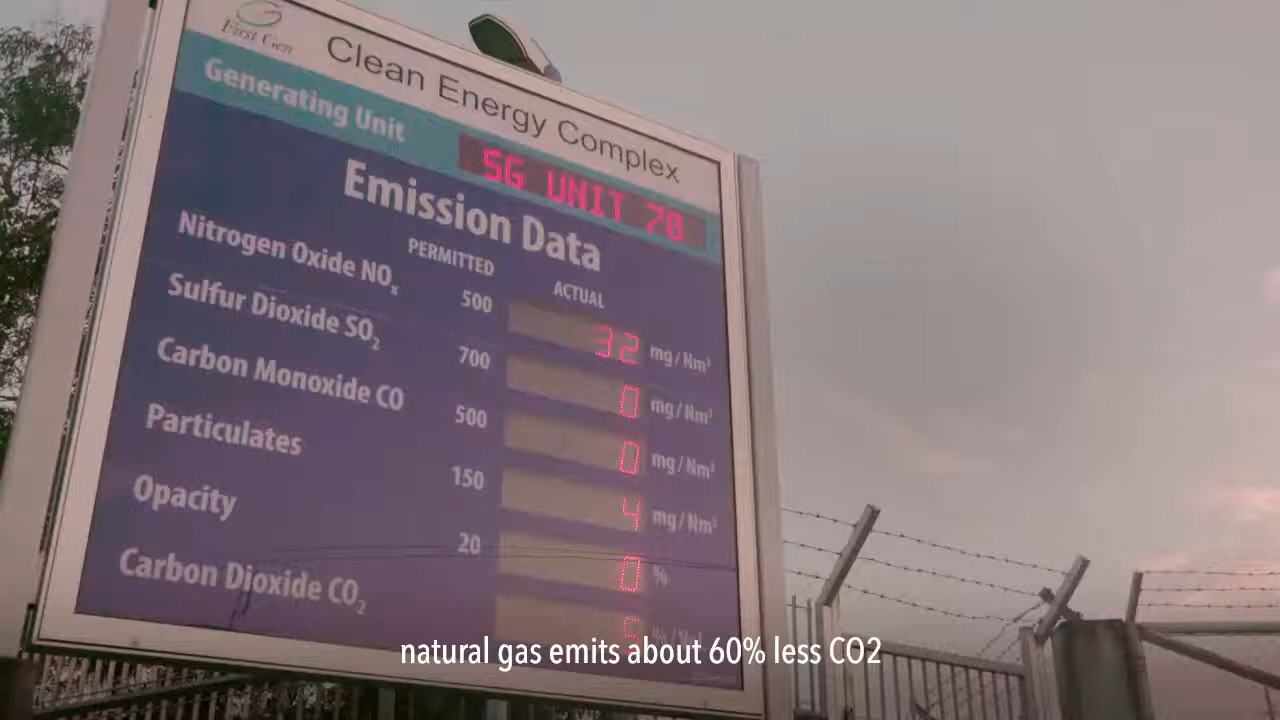 First Gen
Clean Energy Complex
Generating Unit
SG UNIT 70
Emission Data
PERMITTED
ACTUAL
Nitrogen Oxide NOx 500 32 mg/Nm³
Sulfur Dioxide SO2 700 0 mg/Nm³
Carbon Monoxide CO 500 0 mg/Nm³
Particulates 150 4 mg/Nm³
Opacity 20 0 %
Carbon Dioxide CO2 5 %/Vol
natural gas emits about 60% less CO2